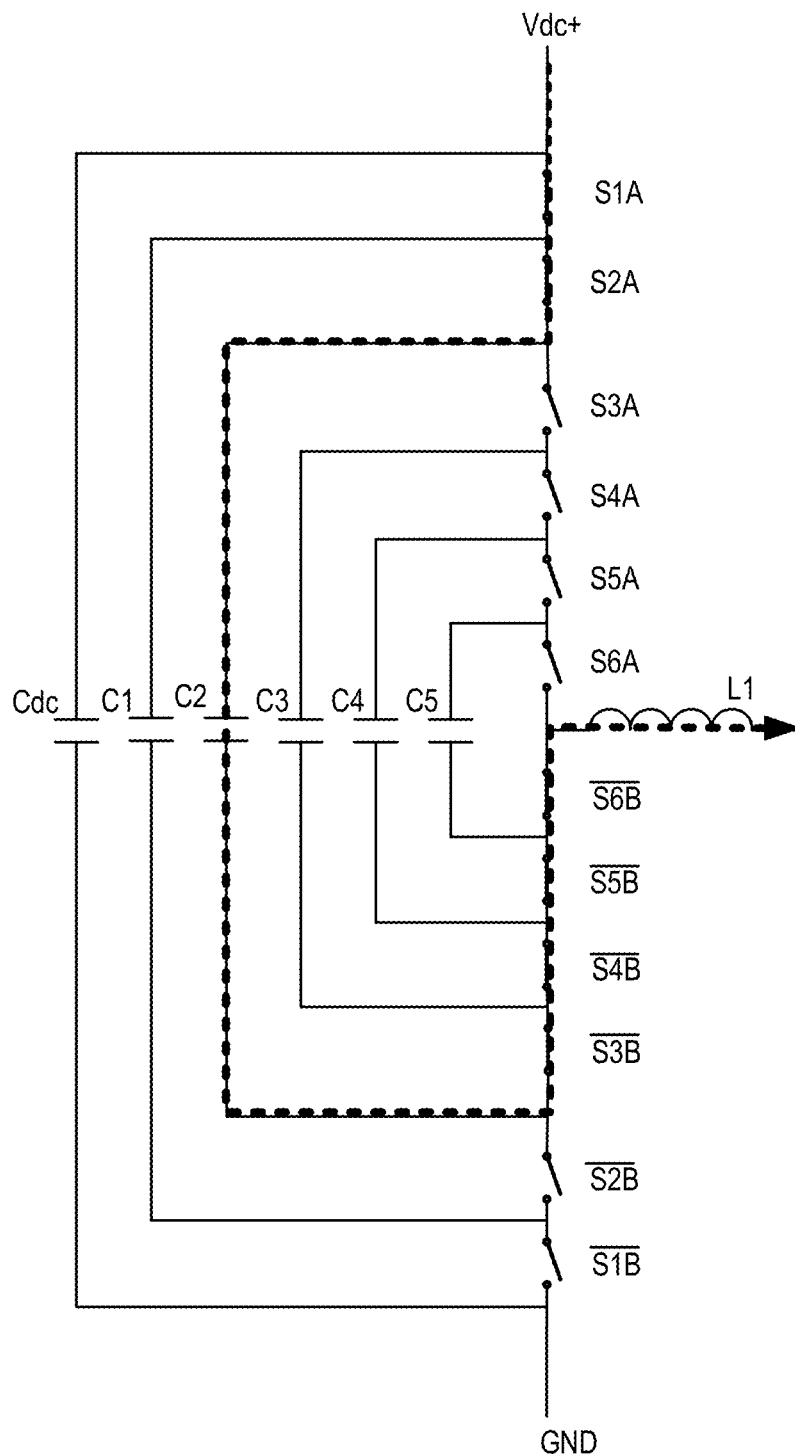 Vdc+
S1A
S2A
S3A
S4A
S5A
S6A
Cdc C1 C2 C3 C4 C5 L1
S6B
S5B
S4B
S3B
S2B
S1B
GND